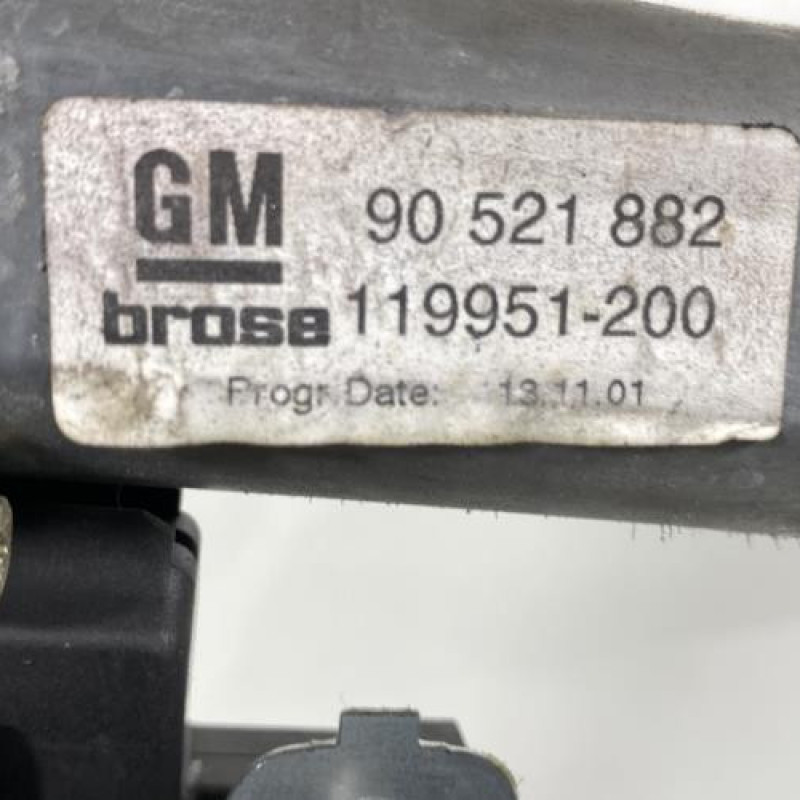 GM 90 521 882
brose 119951-200
Progr. Date: 13.11.01